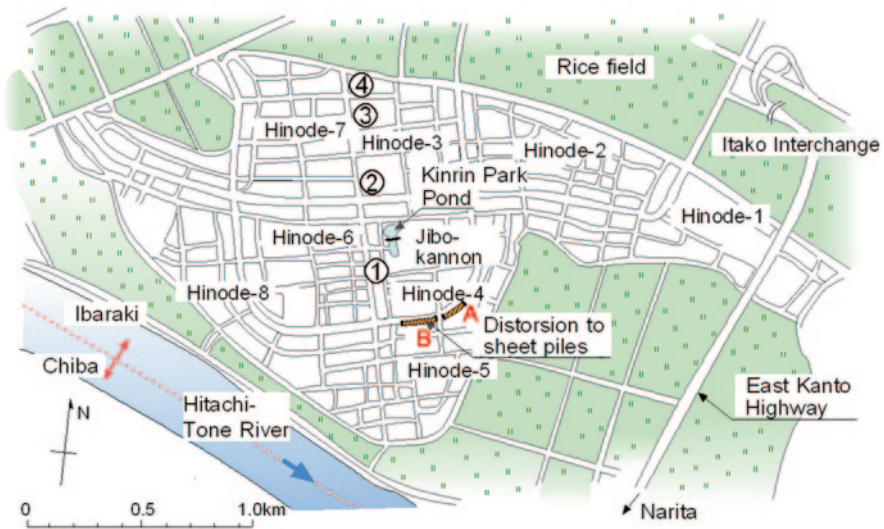 Rice field
④
③
Hinode-7
Hinode-3
Hinode-2
Itako Interchange
②
Kinrin Park
Pond
Hinode-1
Hinode-6
Jibo-
kannon
①
Hinode-8
Hinode-4
Ibaraki
A
B
Distorsion to
sheet piles
Chiba
Hinode-5
East Kanto
Highway
Hitachi-
Tone River
N
0 0.5 1.0km
Narita